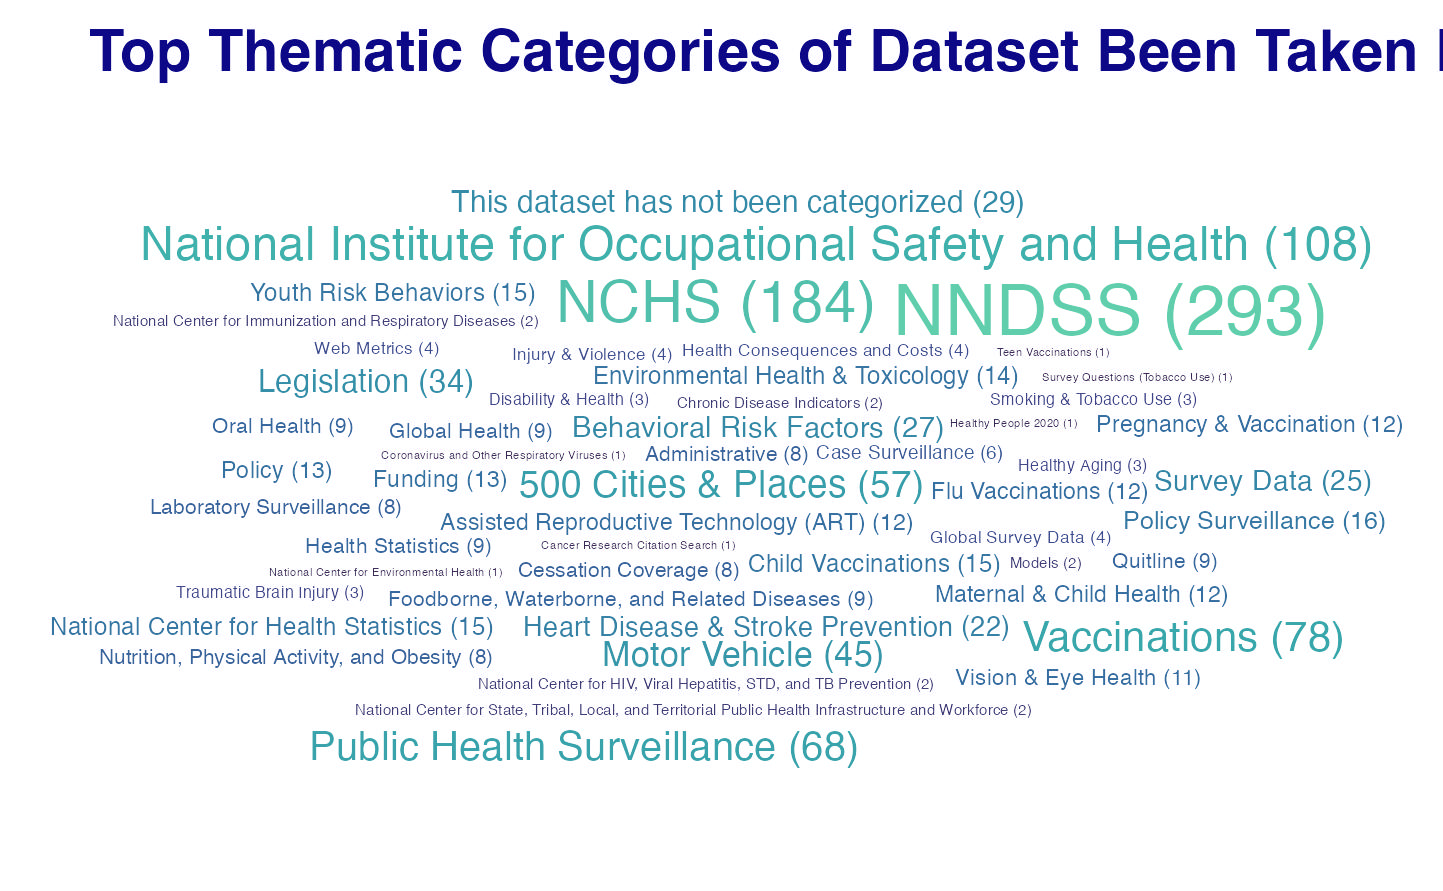 Top Thematic Categories of Dataset Been Taken
This dataset has not been categorized (29)
National Institute for Occupational Safety and Health (108)
Youth Risk Behaviors (15)
NCHS (184)
NNDSS (293)
National Center for Immunization and Respiratory Diseases (2)
Web Metrics (4)
Injury & Violence (4)
Health Consequences and Costs (4)
Teen Vaccinations (1)
Legislation (34)
Environmental Health & Toxicology (14)
Survey Questions (Tobacco Use) (1)
Disability & Health (3)
Chronic Disease Indicators (2)
Smoking & Tobacco Use (3)
Oral Health (9)
Global Health (9)
Behavioral Risk Factors (27)
Healthy People 2020 (1)
Pregnancy & Vaccination (12)
Coronavirus and Other Respiratory Viruses (1)
Administrative (8)
Case Surveillance (6)
Policy (13)
Funding (13)
500 Cities & Places (57)
Healthy Aging (3)
Flu Vaccinations (12)
Survey Data (25)
Laboratory Surveillance (8)
Assisted Reproductive Technology (ART) (12)
Policy Surveillance (16)
Global Survey Data (4)
Health Statistics (9)
Cancer Research Citation Search (1)
Child Vaccinations (15)
Models (2)
Quitline (9)
National Center for Environmental Health (1)
Cessation Coverage (8)
Traumatic Brain Injury (3)
Foodborne, Waterborne, and Related Diseases (9)
Maternal & Child Health (12)
National Center for Health Statistics (15)
Heart Disease & Stroke Prevention (22)
Vaccinations (78)
Nutrition, Physical Activity, and Obesity (8)
Motor Vehicle (45)
National Center for HIV, Viral Hepatitis, STD, and TB Prevention (2)
Vision & Eye Health (11)
National Center for State, Tribal, Local, and Territorial Public Health Infrastructure and Workforce (2)
Public Health Surveillance (68)